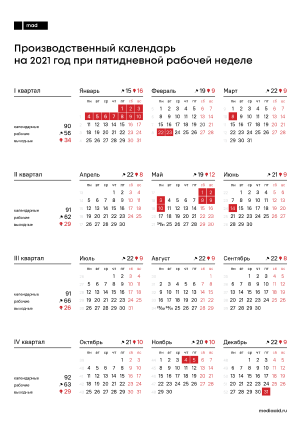 mod
Производственный календарь
на 2021 год при пятидневной рабочей неделе
I квартал
календарные 90
рабочие 56
выходные 34
Январь 15 16
пн вт ср чт пт сб вс
1 2 3
4 5 6 7 8 9 10
11 12 13 14 15 16 17
18 19 20 21 22 23 24
25 26 27 28 29 30 31
Февраль 19 9
пн вт ср чт пт сб вс
1 2 3 4 5 6 7
8 9 10 11 12 13 14
15 16 17 18 19 20 21
22 23 24 25 26 27 28
Март 22 9
пн вт ср чт пт сб вс
1 2 3 4 5 6 7
8 9 10 11 12 13 14
15 16 17 18 19 20 21
22 23 24 25 26 27 28
29 30 31
II квартал
календарные 91
рабочие 62
выходные 29
Апрель 22 8
пн вт ср чт пт сб вс
1 2 3 4
5 6 7 8 9 10 11
12 13 14 15 16 17 18
19 20 21 22 23 24 25
26 27 28 29 30
Май 19 12
пн вт ср чт пт сб вс
1 2
3 4 5 6 7 8 9
10 11 12 13 14 15 16
17 18 19 20 21 22 23
25 26 27 28 29 30
Июнь 21 9
пн вт ср чт пт сб вс
1 2 3 4 5 6
7 8 9 10 11 12 13
14 15 16 17 18 19 20
21 22 23 24 25 26 27
28 29 30
III квартал
календарные 91
рабочие 66
выходные 26
Июль 22 9
пн вт ср чт пт сб вс
1 2 3 4
5 6 7 8 9 10 11
12 13 14 15 16 17 18
19 20 21 22 23 24 25
26 27 28 29 30 31
Август 22 9
пн вт ср чт пт сб вс
1
2 3 4 5 6 7 8
9 10 11 12 13 14 15
16 17 18 19 20 21 22
25 26 27 28 29
Сентябрь 22 8
пн вт ср чт пт сб вс
1 2 3 4 5
6 7 8 9 10 11 12
13 14 15 16 17 18 19
20 21 22 23 24 25 26
27 28 29 30
IV квартал
календарные 92
рабочие 63
выходные 29
Октябрь 21 10
пн вт ср чт пт сб вс
1 2 3
4 5 6 7 8 9 10
11 12 13 14 15 16 17
18 19 20 21 22 23 24
25 26 27 28 29 30 31
Ноябрь 20 10
пн вт ср чт пт сб вс
1 2 3 4 5 6 7
8 9 10 11 12 13 14
15 16 17 18 19 20 21
22 23 24 25 26 27 28
29 30
Декабрь 22 9
пн вт ср чт пт сб вс
1 2 3 4 5
6 7 8 9 10 11 12
13 14 15 16 17 18 19
20 21 22 23 24 25 26
27 28 29 30 31